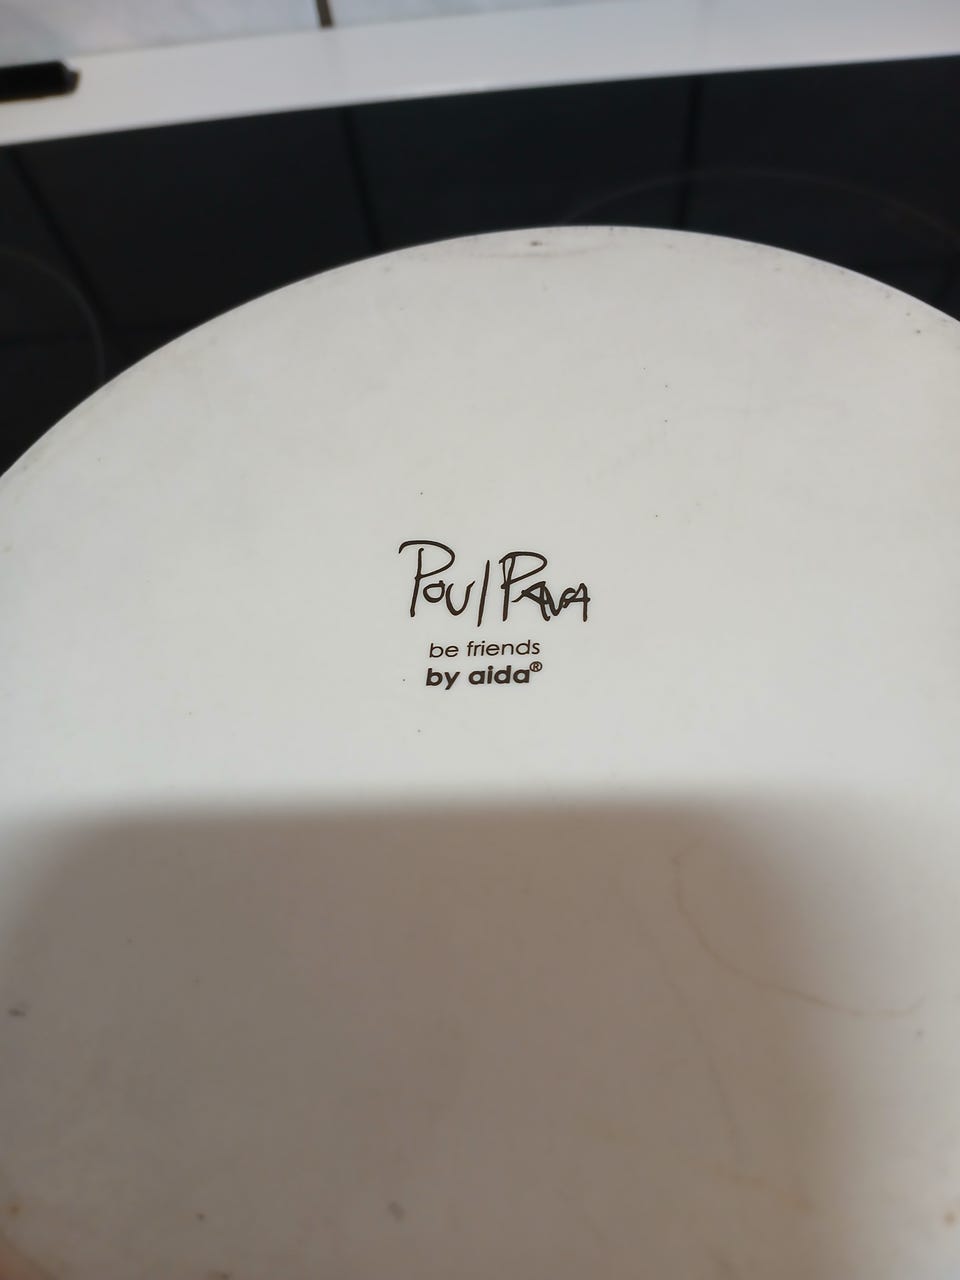 Poul Pava
be friends
by aida®